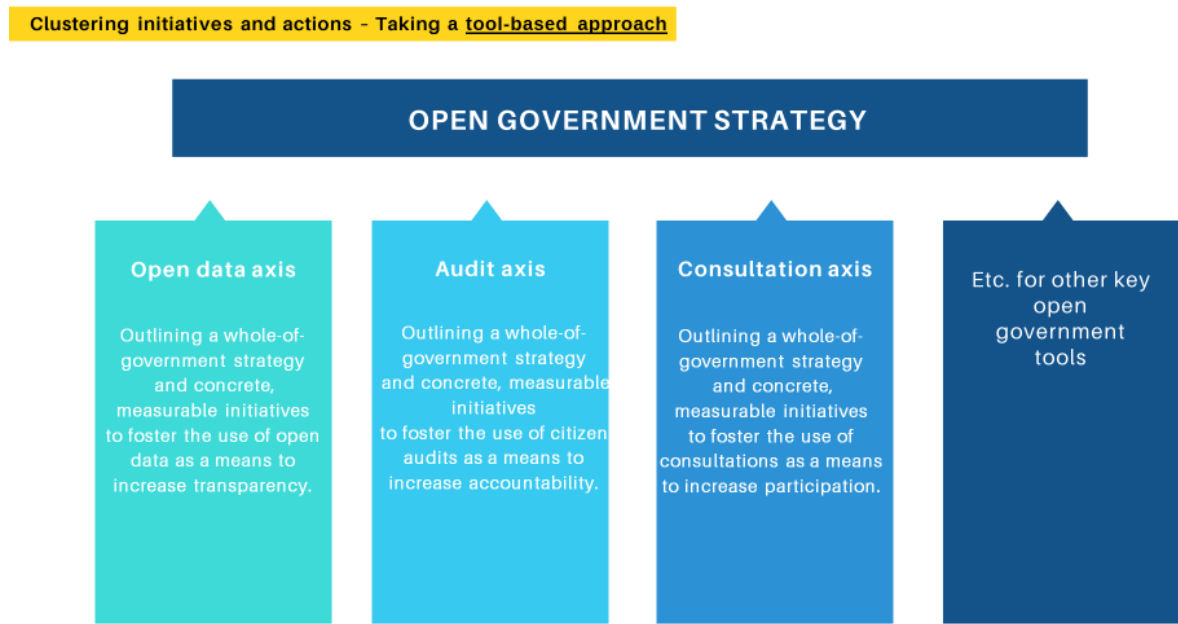 Clustering initiatives and actions – Taking a tool-based approach
OPEN GOVERNMENT STRATEGY
Open data axis
Outlining a whole-of-
government strategy
and concrete,
measurable initiatives
to foster the use of open
data as a means to
increase transparency.
Audit axis
Outlining a whole-of-
government strategy
and concrete, measurable
initiatives
to foster the use of citizen
audits as a means to
increase accountability.
Consultation axis
Outlining a whole-of-
government strategy
and concrete,
measurable initiatives
to foster the use of
consultations as a means
to increase participation.
Etc. for other key
open
government
tools